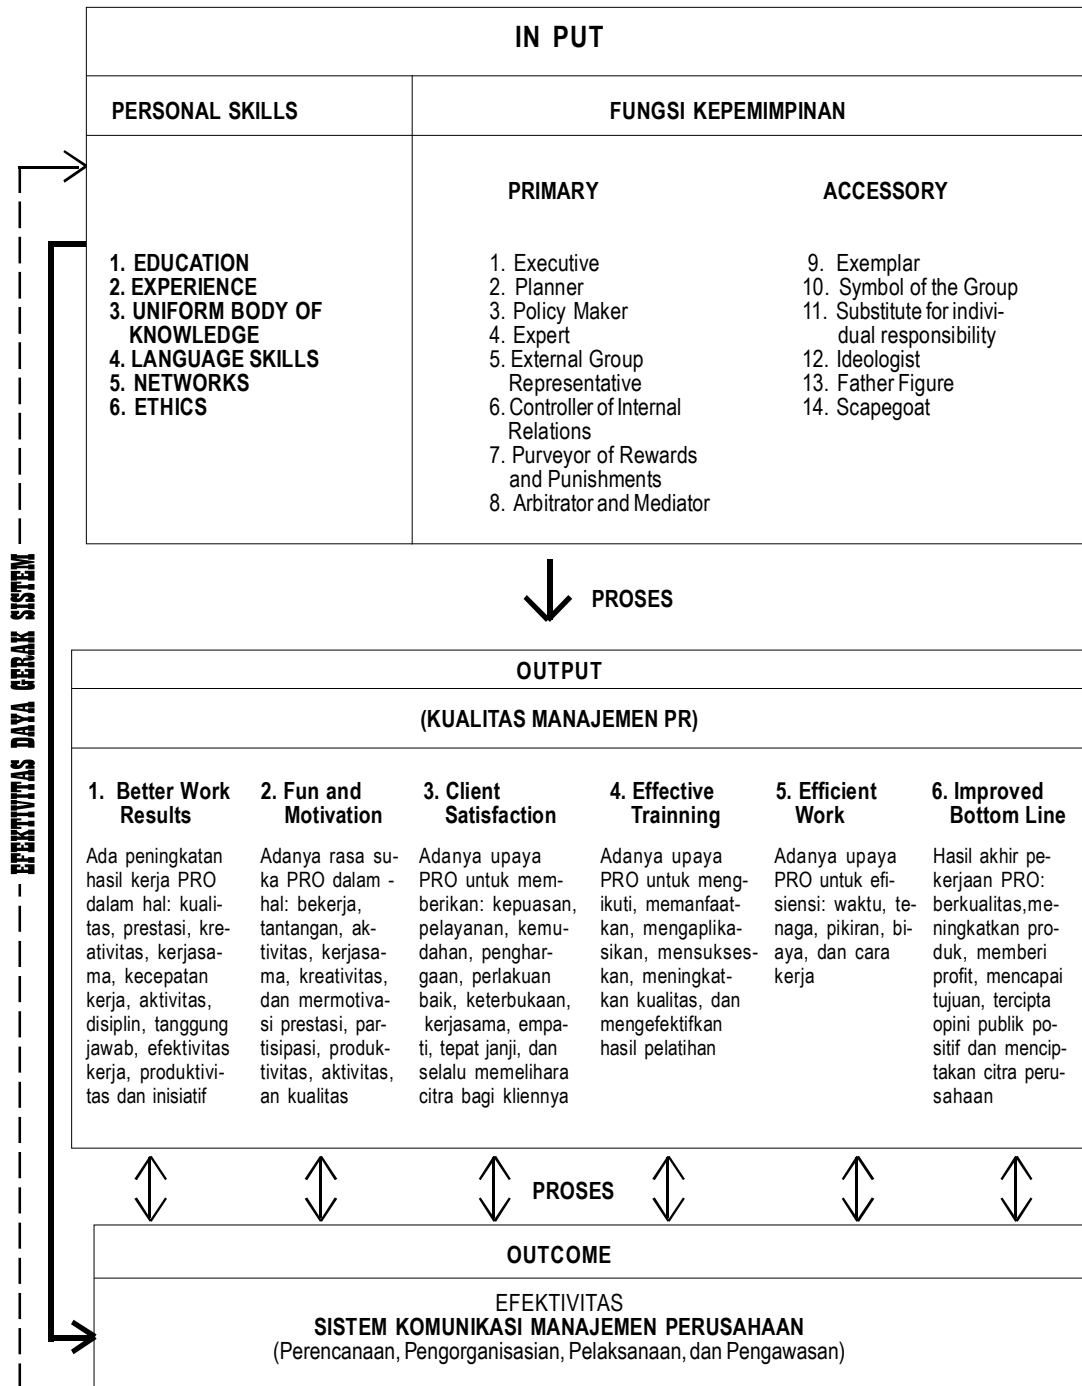 IN PUT
PERSONAL SKILLS
FUNGSI KEPEMIMPINAN
1. EDUCATION
2. EXPERIENCE
3. UNIFORM BODY OF
KNOWLEDGE
4. LANGUAGE SKILLS
5. NETWORKS
6. ETHICS
PRIMARY
1. Executive
2. Planner
3. Policy Maker
4. Expert
5. External Group
Representative
6. Controller of Internal
Relations
7. Purveyor of Rewards
and Punishments
8. Arbitrator and Mediator
ACCESSORY
9. Exemplar
10. Symbol of the Group
11. Substitute for indivi-
dual responsibility
12. Ideologist
13. Father Figure
14. Scapegoat
PROSES
EFEKTIVITAS DAYA GERAK SISTEM
OUTPUT
(KUALITAS MANAJEMEN PR)
1. Better Work
Results
Ada peningkatan
hasil kerja PRO
dalam hal: kuali-
tas, prestasi, kre-
ativitas, kerjasa-
ma, kecepatan
kerja, aktivitas,
disiplin, tanggung
jawab, efektivitas
kerja, produktivi-
tas dan inisiatif
2. Fun and
Motivation
Adanya rasa su-
ka PRO dalam -
hal: bekerja,
tantangan, ak-
tivitas, kerjasa-
ma, kreativitas,
dan mermotiva-
si prestasi, par-
tisipasi, produk-
tivitas, aktivitas,
an kualitas
3. Client
Satisfaction
Adanya upaya
PRO untuk mem-
berikan: kepuasan,
pelayanan, kemu-
dahan, penghar-
gaan, perlakuan
baik, keterbukaan,
kerjasama, empa-
ti, tepat janji, dan
selalu memelihara
citra bagi kliennya
4. Effective
Trainning
Adanya upaya
PRO untuk meng-
ikuti, memanfaat-
kan, mengaplika-
sikan, mensukses-
kan, meningkat-
kan kualitas, dan
mengefektifkan
hasil pelatihan
5. Efficient
Work
Adanya upaya
PRO untuk efi-
siensi: waktu, te-
naga, pikiran, bi-
aya, dan cara
kerja
6. Improved
Bottom Line
Hasil akhir pe-
kerjaan PRO:
berkualitas,me-
ningkatkan pro-
duk, memberi
profit, mencapai
tujuan, tercipta
opini publik po-
sitif dan mencip-
takan citra peru-
sahaan
PROSES
OUTCOME
EFEKTIVITAS
SISTEM KOMUNIKASI MANAJEMEN PERUSAHAAN
(Perencanaan, Pengorganisasian, Pelaksanaan, dan Pengawasan)